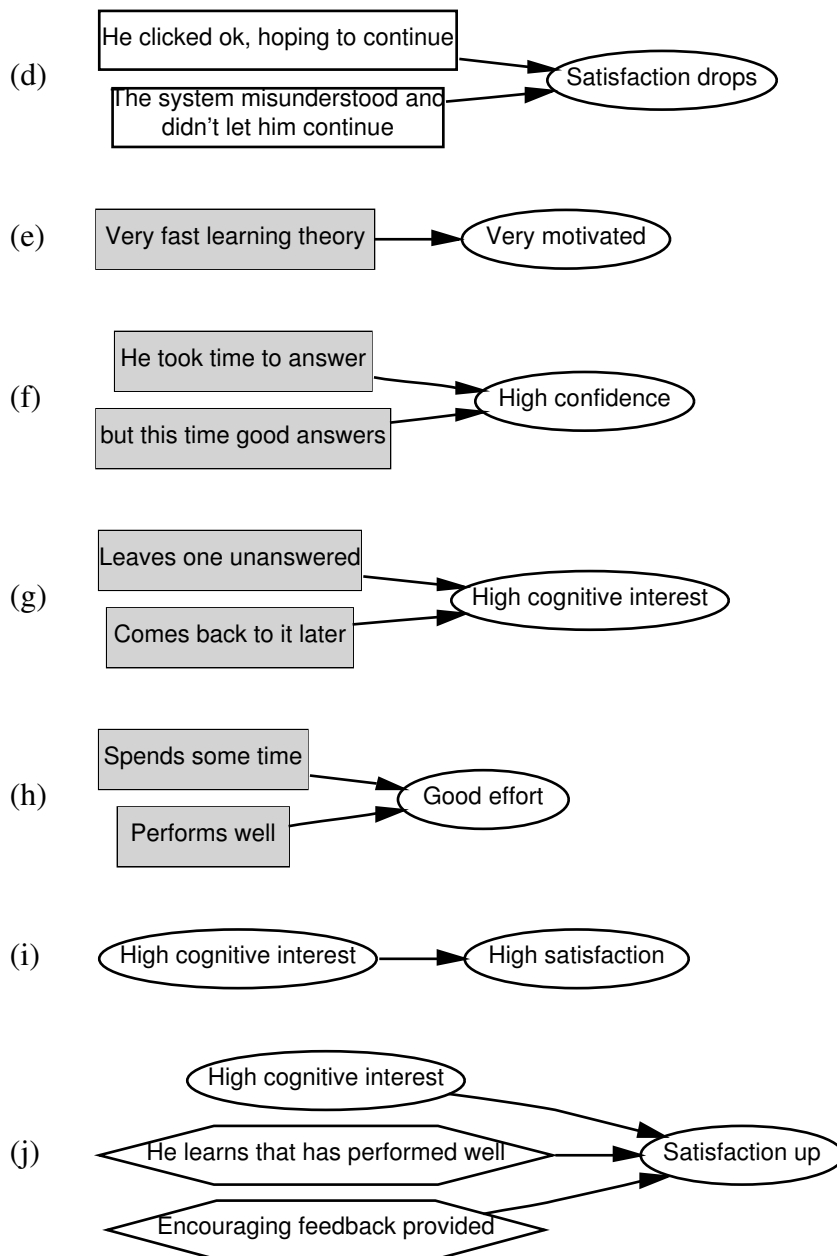 He clicked ok, hoping to continue
(d)
Satisfaction drops
The system misunderstood and
didn't let him continue
(e)
Very fast learning theory
Very motivated
He took time to answer
(f)
High confidence
but this time good answers
Leaves one unanswered
(g)
High cognitive interest
Comes back to it later
Spends some time
(h)
Good effort
Performs well
(i)
High cognitive interest
High satisfaction
High cognitive interest
(j)
He learns that has performed well
Satisfaction up
Encouraging feedback provided